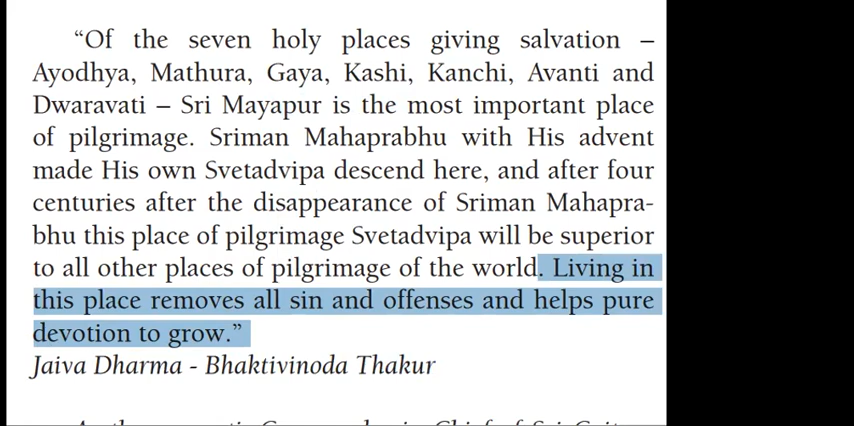 “Of the seven holy places giving salvation –
Ayodhya, Mathura, Gaya, Kashi, Kanchi, Avanti and
Dwaravati – Sri Mayapur is the most important place
of pilgrimage. Sriman Mahaprabhu with His advent
made His own Svetadvipa descend here, and after four
centuries after the disappearance of Sriman Mahapra-
bhu this place of pilgrimage Svetadvipa will be superior
to all other places of pilgrimage of the world. Living in
this place removes all sin and offenses and helps pure
devotion to grow.”
Jaiva Dharma - Bhaktivinoda Thakur